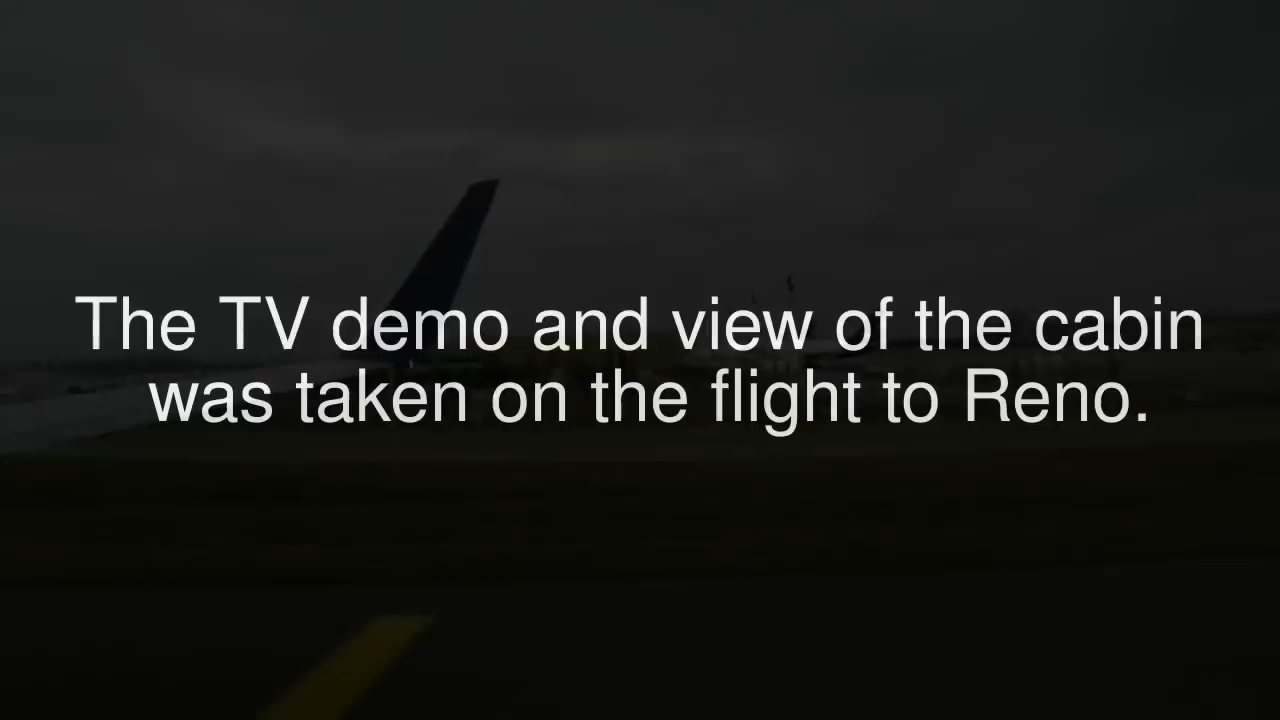 The TV demo and view of the cabin
was taken on the flight to Reno.